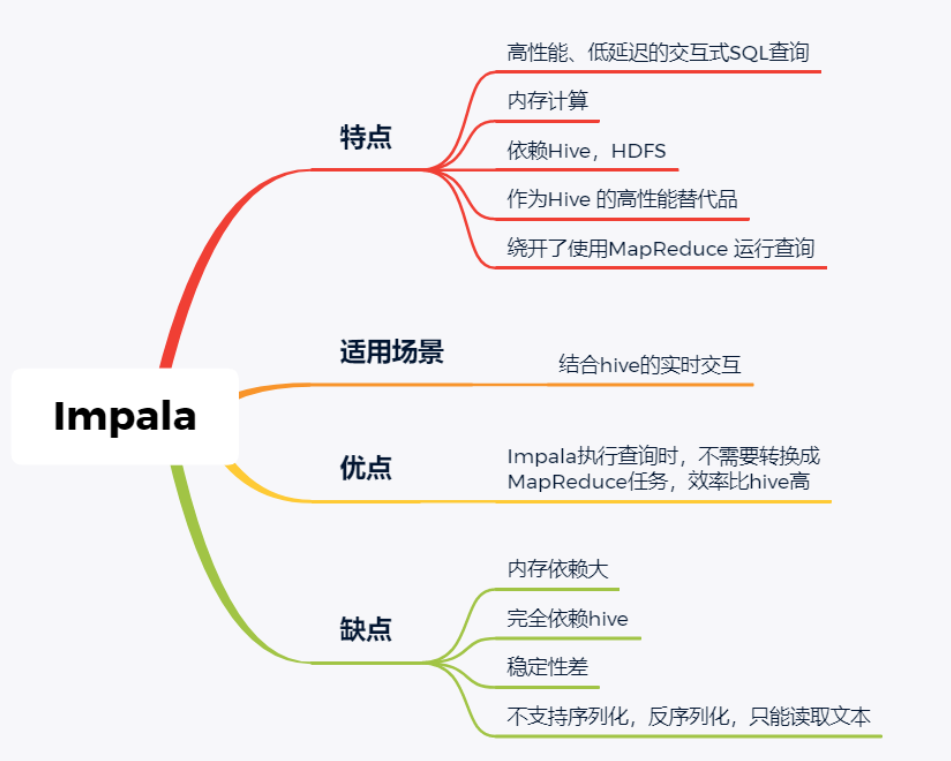 Impala
特点
高性能、低延迟的交互式SQL查询
内存计算
依赖Hive，HDFS
作为Hive 的高性能替代品
绕开了使用MapReduce 运行查询
适用场景
结合hive的实时交互
优点
Impala执行查询时，不需要转换成
MapReduce任务，效率比hive高
缺点
内存依赖大
完全依赖hive
稳定性差
不支持序列化，反序列化，只能读取文本